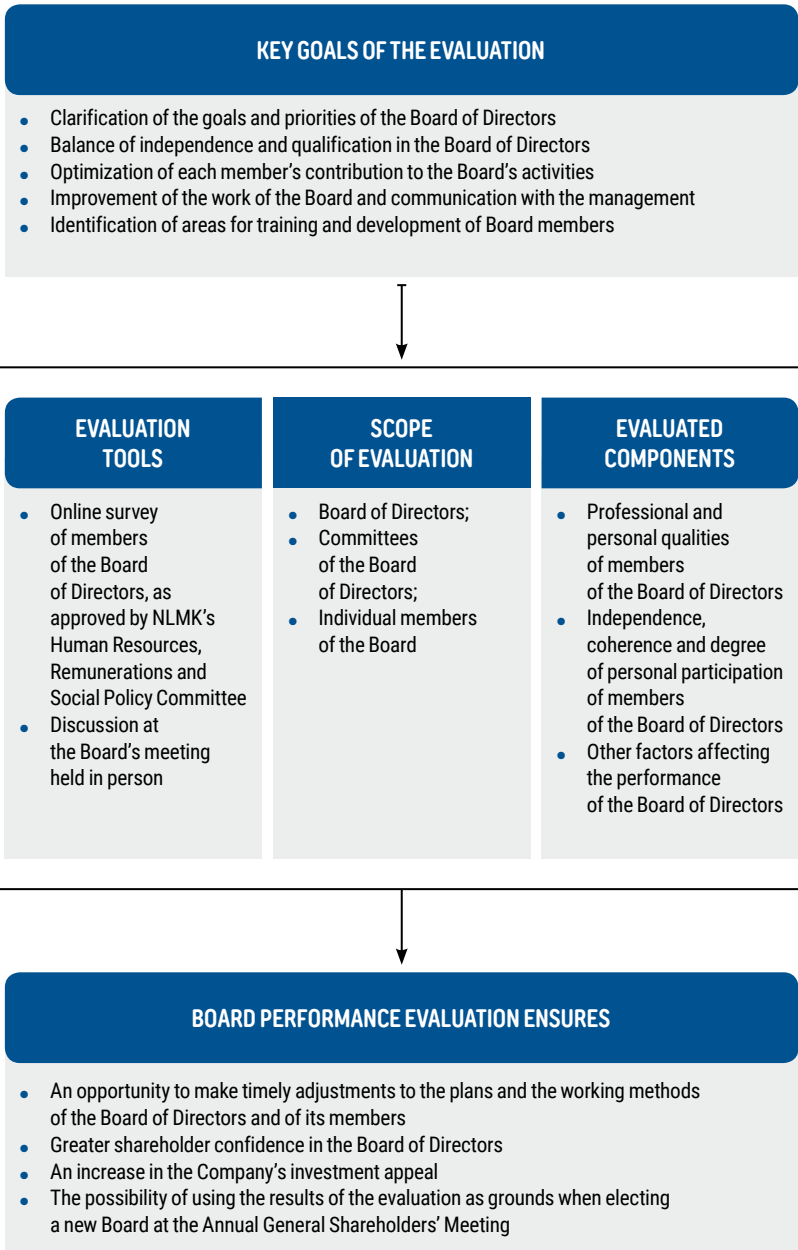 KEY GOALS OF THE EVALUATION
• Clarification of the goals and priorities of the Board of Directors
• Balance of independence and qualification in the Board of Directors
• Optimization of each member's contribution to the Board's activities
• Improvement of the work of the Board and communication with the management
• Identification of areas for training and development of Board members
EVALUATION
TOOLS
• Online survey
of members
of the Board
of Directors, as
approved by NLMK's
Human Resources,
Remunerations and
Social Policy Committee
• Discussion at
the Board's meeting
held in person
SCOPE
OF EVALUATION
• Board of Directors;
• Committees
of the Board
of Directors;
• Individual members
of the Board
EVALUATED
COMPONENTS
• Professional and
personal qualities
of members
of the Board of Directors
• Independence,
coherence and degree
of personal participation
of members
of the Board of Directors
• Other factors affecting
the performance
of the Board of Directors
BOARD PERFORMANCE EVALUATION ENSURES
• An opportunity to make timely adjustments to the plans and the working methods
of the Board of Directors and of its members
• Greater shareholder confidence in the Board of Directors
• An increase in the Company's investment appeal
• The possibility of using the results of the evaluation as grounds when electing
a new Board at the Annual General Shareholders' Meeting